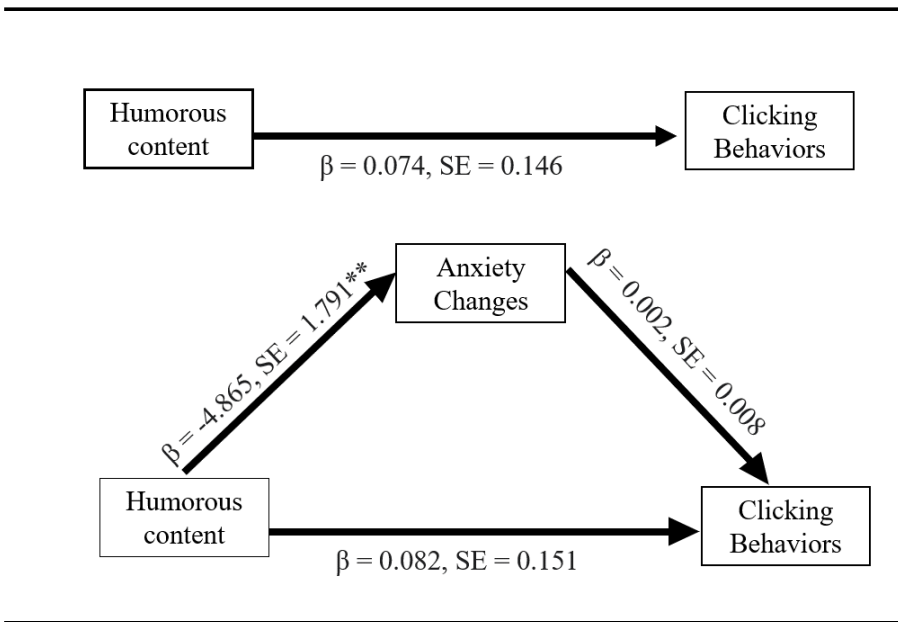 Humorous
content
Clicking
Behaviors
β = 0.074, SE = 0.146
Anxiety
Changes
β = -4.865, SE = 1.791**
β = 0.002, SE = 0.008
Humorous
content
Clicking
Behaviors
β = 0.082, SE = 0.151